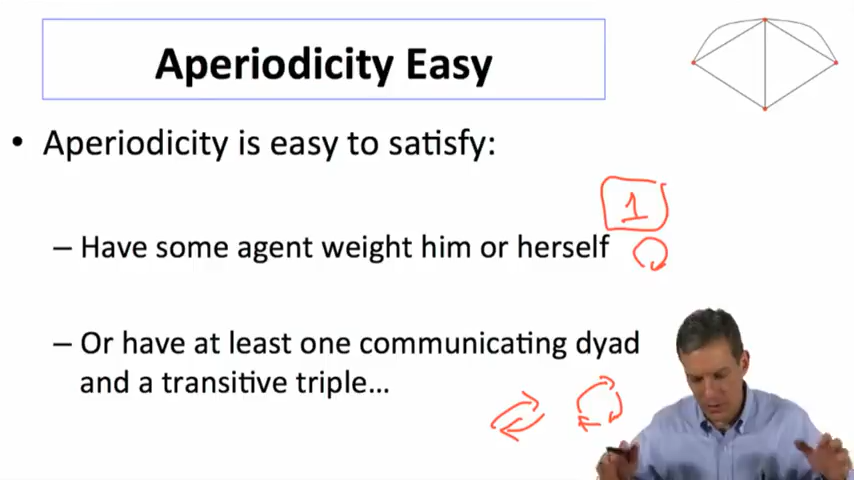 Aperiodicity Easy
• Aperiodicity is easy to satisfy:
1
– Have some agent weight him or herself
– Or have at least one communicating dyad
and a transitive triple…